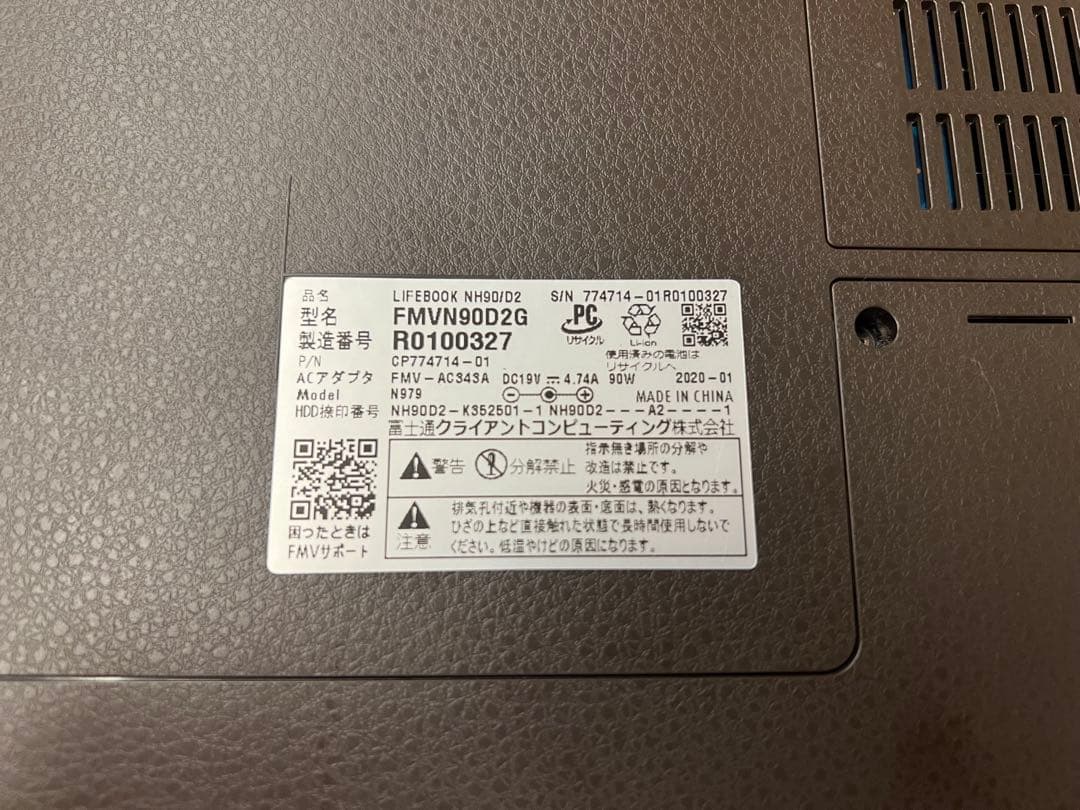 品名 LIFEBOOK NH90/D2 S/N 774714-01R0100327
型名 FMVN90D2G
製造番号 R0100327
PC
リサイクル
Li-ion
使用済みの電池は
リサイクルへ
P/N CP774714-01
ACアダプタ FMV-AC343A DC19V 4.74A 90W 2020-01
Model N979 MADE IN CHINA
HDD捺印番号 NH90D2-K352501-1 NH90D2---A2----1
富士通クライアントコンピューティング株式会社
警告 分解禁止
指示無き場所の分解や
改造は禁止です。
火災・感電の原因となります。
注意
排気孔付近や機器の表面・底面は、熱くなります。
ひざの上など直接触れた状態で長時間使用しないで
ください。低温やけどの原因になります。
困ったときは
FMVサポート